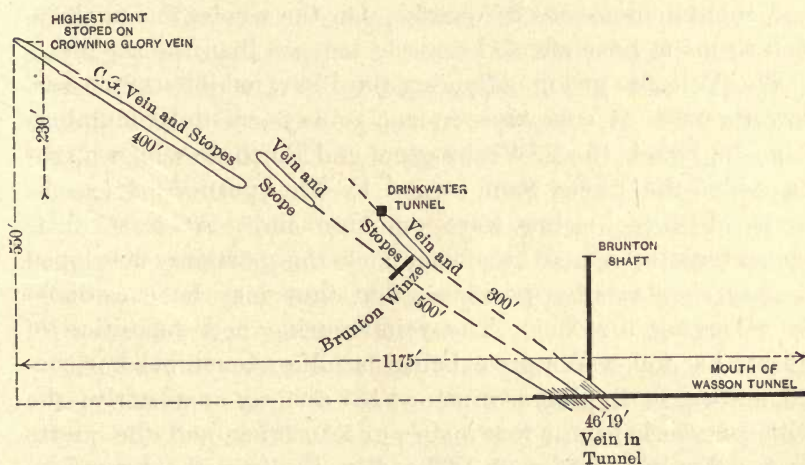 HIGHEST POINT
STOPED ON
CROWNING GLORY VEIN
C.G. Vein and Stopes
400'
230'
550'
Vein and
Stope
DRINKWATER
TUNNEL
Vein and
Stopes
Brunton Winze
500'
300'
BRUNTON
SHAFT
1175'
MOUTH OF
WASSON TUNNEL
46'19'
Vein in
Tunnel